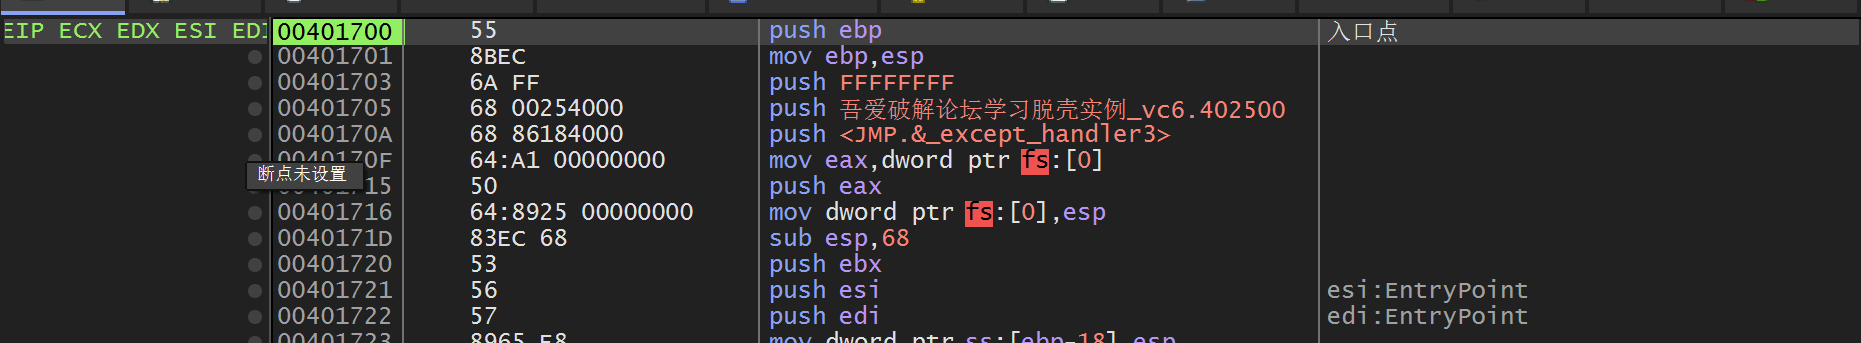 EIP ECX EDX ESI EDI 00401700 55 push ebp 入口点
00401701 8BEC mov ebp,esp
00401703 6A FF push FFFFFFFF
00401705 68 00254000 push 吾爱破解论坛学习脱壳实例_vc6.402500
0040170A 68 86184000 push <JMP.&_except_handler3>
0040170F 64:A1 00000000 mov eax,dword ptr fs:[0]
断点未设置
00401715 50 push eax
00401716 64:8925 00000000 mov dword ptr fs:[0],esp
0040171D 83EC 68 sub esp,68
00401720 53 push ebx
00401721 56 push esi esi:EntryPoint
00401722 57 push edi edi:EntryPoint
00401723 8965 E8 mov dword ptr ss:[ebp-18],esp